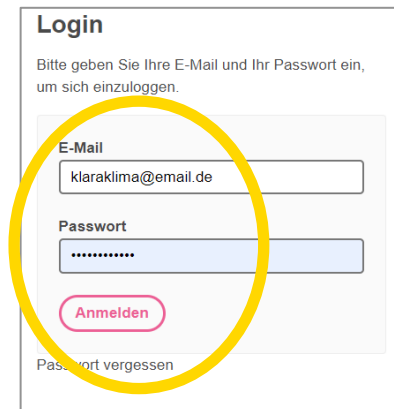 Login
Bitte geben Sie Ihre E-Mail und Ihr Passwort ein,
um sich einzuloggen.
E-Mail
klaraklima@email.de
Passwort
••••••••••••
Anmelden
Passwort vergessen